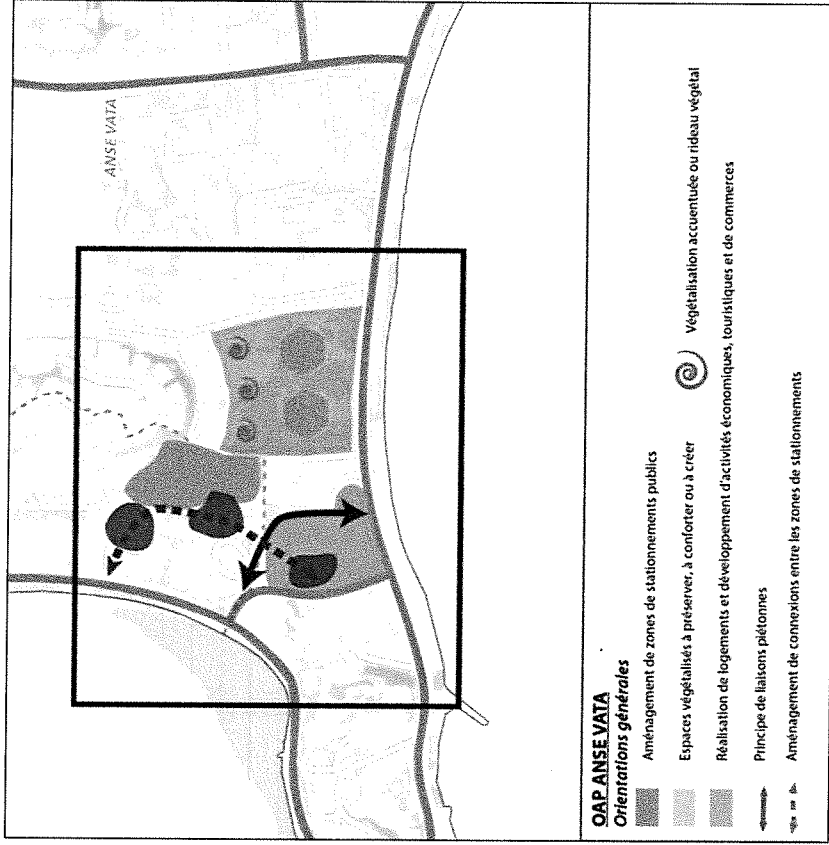 ANSE VATA
OAP ANSE VATA
Orientations générales
Aménagement de zones de stationnements publics
Espaces végétalisés à préserver, à conforter ou à créer
Végétalisation accuentuée ou rideau végétal
Réalisation de logements et développement d'activités économiques, touristiques et de commerces
Principe de liaisons piétonnes
Aménagement de connexions entre les zones de stationnements